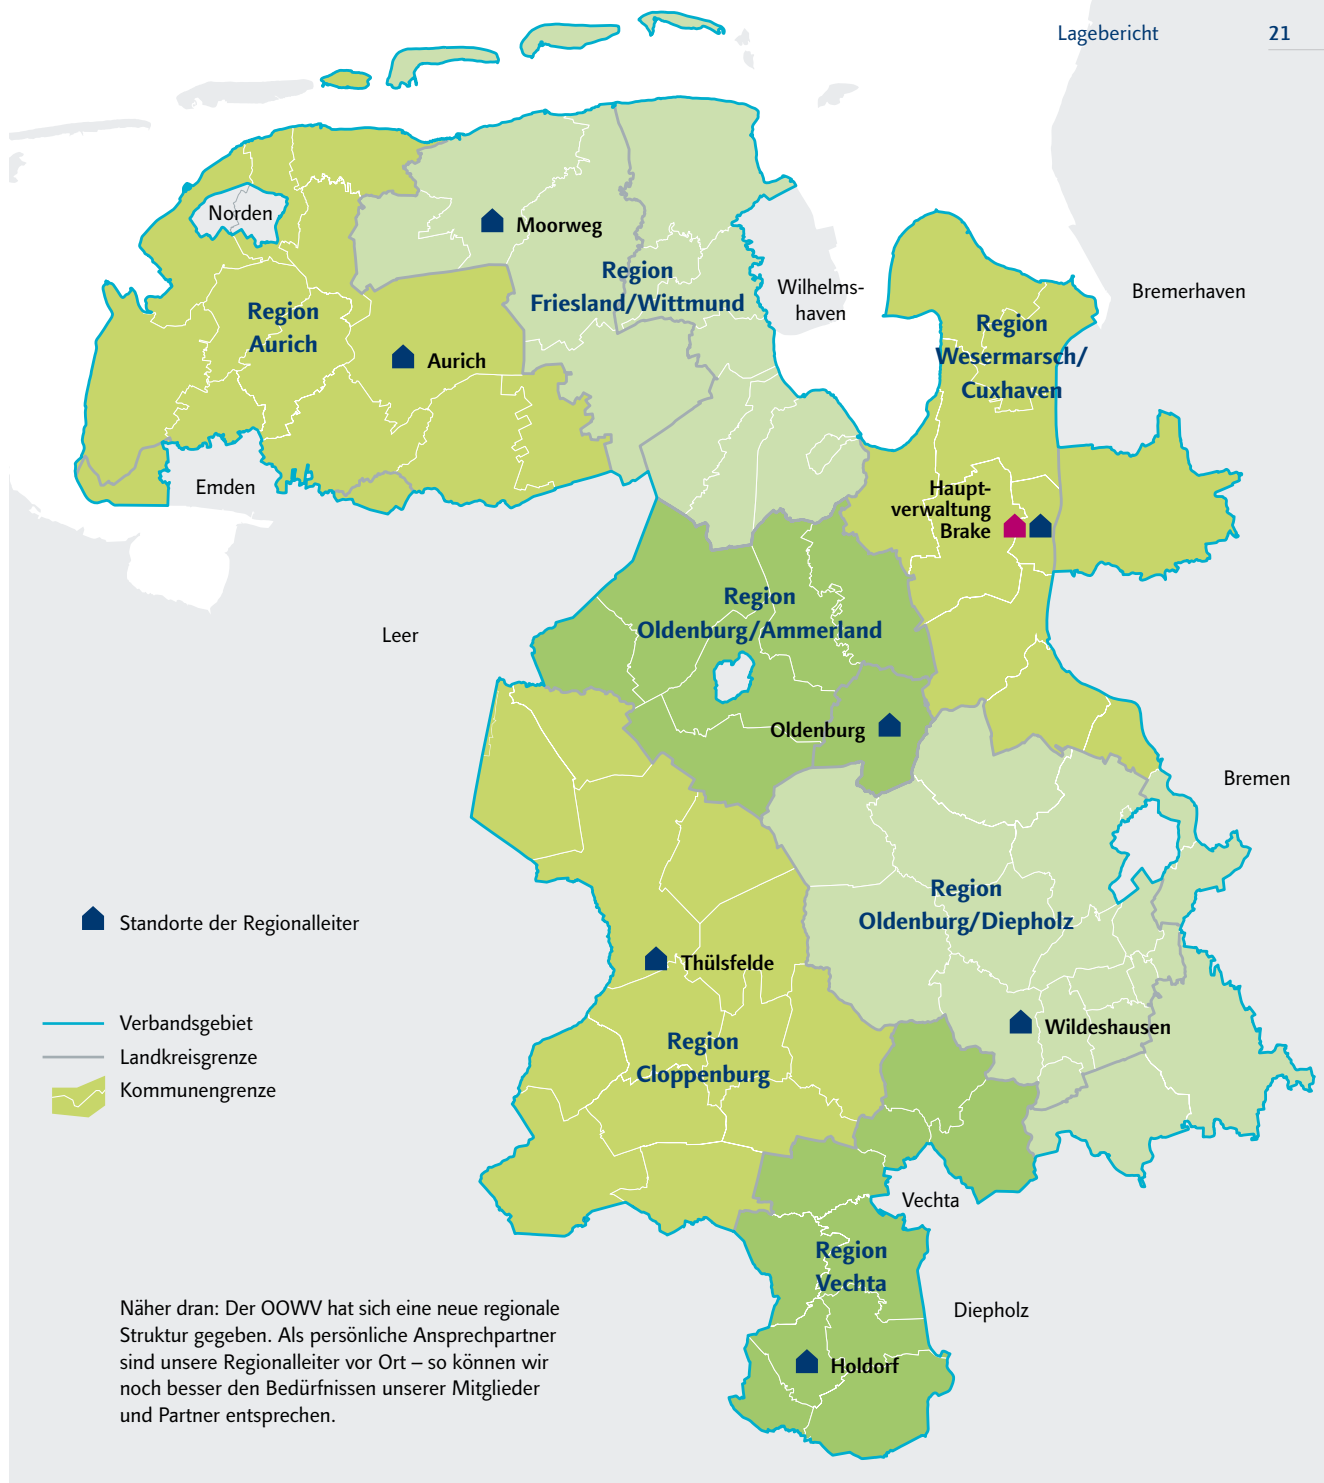 Lagebericht 21
Norden
Moorweg
Region
Friesland/Wittmund
Wilhelms-
haven
Bremerhaven
Region
Aurich
Aurich
Region
Wesermarsch/
Cuxhaven
Emden
Haupt-
verwaltung
Brake
Region
Oldenburg/Ammerland
Leer
Oldenburg
Bremen
Region
Oldenburg/Diepholz
Standorte der Regionalleiter
Thülsfelde
Verbandsgebiet
Landkreisgrenze
Kommunengrenze
Wildeshausen
Region
Cloppenburg
Vechta
Region
Vechta
Diepholz
Holdorf
Näher dran: Der OOWV hat sich eine neue regionale
Struktur gegeben. Als persönliche Ansprechpartner
sind unsere Regionalleiter vor Ort – so können wir
noch besser den Bedürfnissen unserer Mitglieder
und Partner entsprechen.